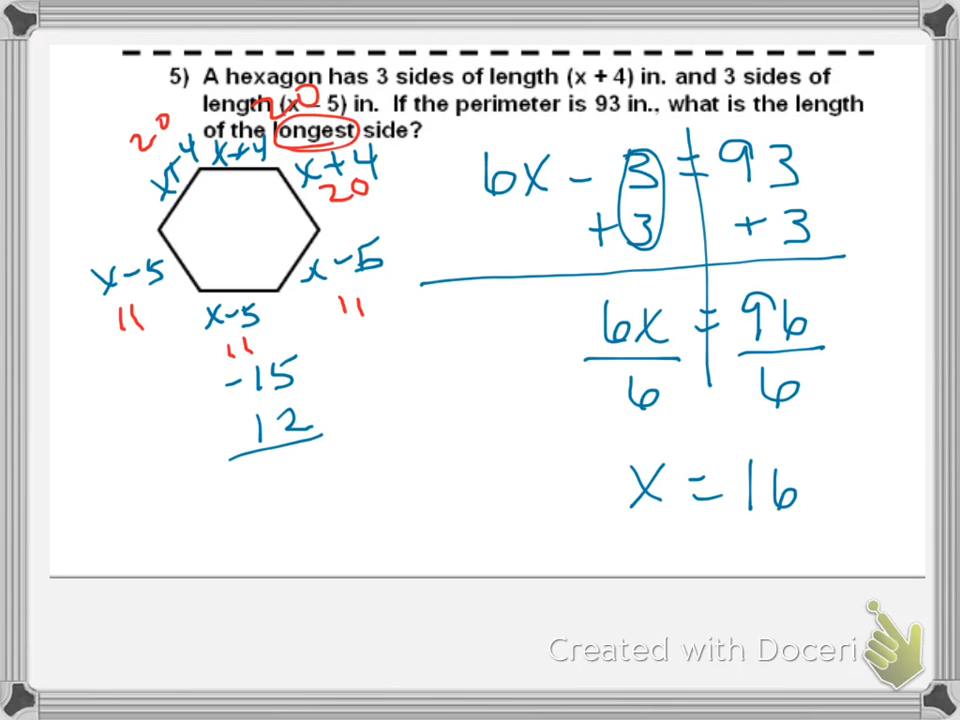 5) A hexagon has 3 sides of length (x + 4) in. and 3 sides of
length (x – 5) in. If the perimeter is 93 in., what is the length
of the longest side?
20
20
x+4
x+4
x+4
20
x-5
11
x-5
11
x-5
11
-15
12
6x - 3 = 93
+3 +3
6x = 96
6 6
x = 16
Created with Doceri